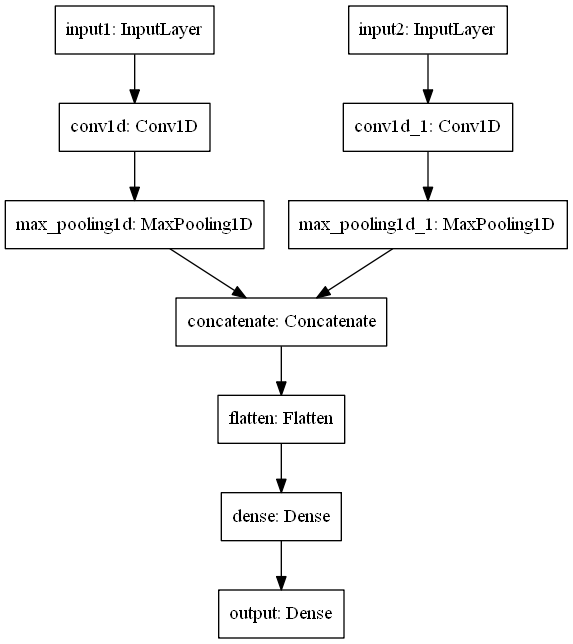 input1: InputLayer
input2: InputLayer
conv1d: Conv1D
conv1d_1: Conv1D
max_pooling1d: MaxPooling1D
max_pooling1d_1: MaxPooling1D
concatenate: Concatenate
flatten: Flatten
dense: Dense
output: Dense